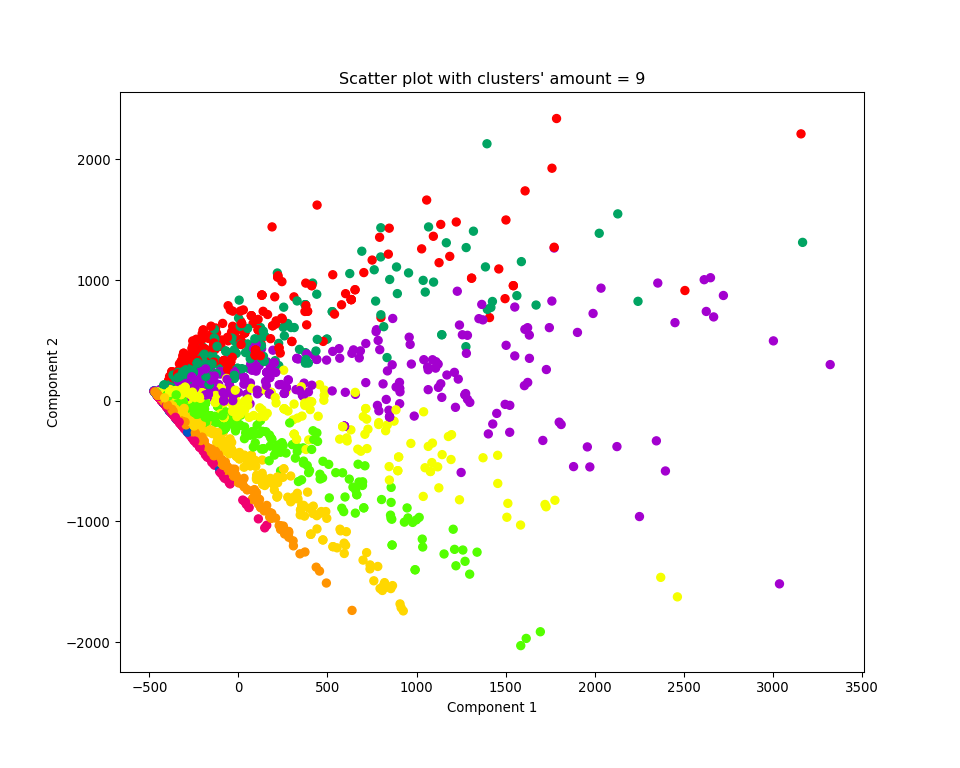 Scatter plot with clusters' amount = 9
Component 2
2000
1000
0
−1000
−2000
−500 0 500 1000 1500 2000 2500 3000 3500
Component 1